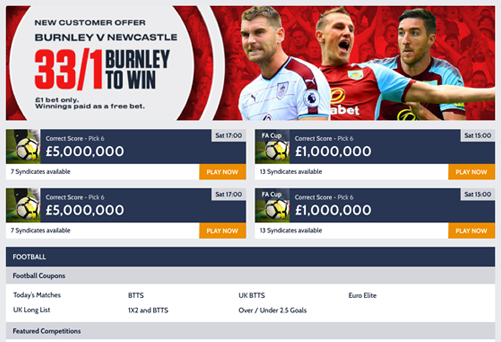 NEW CUSTOMER OFFER
BURNLEY V NEWCASTLE
33/1 BURNLEY
TO WIN
£1 bet only.
Winnings paid as a free bet.
abet
Correct Score - Pick 6
Sat 17:00
£5,000,000
7 Syndicates available
PLAY NOW
FA Cup
Correct Score - Pick 6
Sat 15:00
£1,000,000
13 Syndicates available
PLAY NOW
Correct Score - Pick 6
Sat 17:00
£5,000,000
7 Syndicates available
PLAY NOW
FA Cup
Correct Score - Pick 6
Sat 15:00
£1,000,000
13 Syndicates available
PLAY NOW
FOOTBALL
Football Coupons
Today's Matches BTTS UK BTTS Euro Elite
UK Long List 1X2 and BTTS Over / Under 2.5 Goals
Featured Competitions